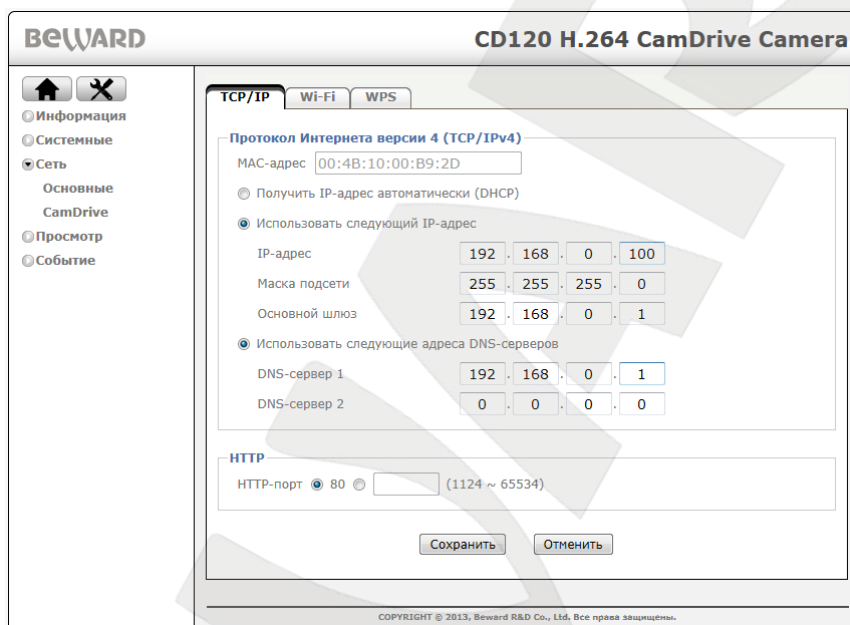 BEWARD
CD120 H.264 CamDrive Camera
Информация
Системные
Сеть
Основные
CamDrive
Просмотр
Событие
TCP/IP Wi-Fi WPS
Протокол Интернета версии 4 (TCP/IPv4)
MAC-адрес 00:4B:10:00:B9:2D
Получить IP-адрес автоматически (DHCP)
Использовать следующий IP-адрес
IP-адрес 192 . 168 . 0 . 100
Маска подсети 255 . 255 . 255 . 0
Основной шлюз 192 . 168 . 0 . 1
Использовать следующие адреса DNS-серверов
DNS-сервер 1 192 . 168 . 0 . 1
DNS-сервер 2 0 . 0 . 0 . 0
HTTP
HTTP-порт 80 (1124 ~ 65534)
Сохранить Отменить
COPYRIGHT © 2013, Beward R&D Co., Ltd. Все права защищены.